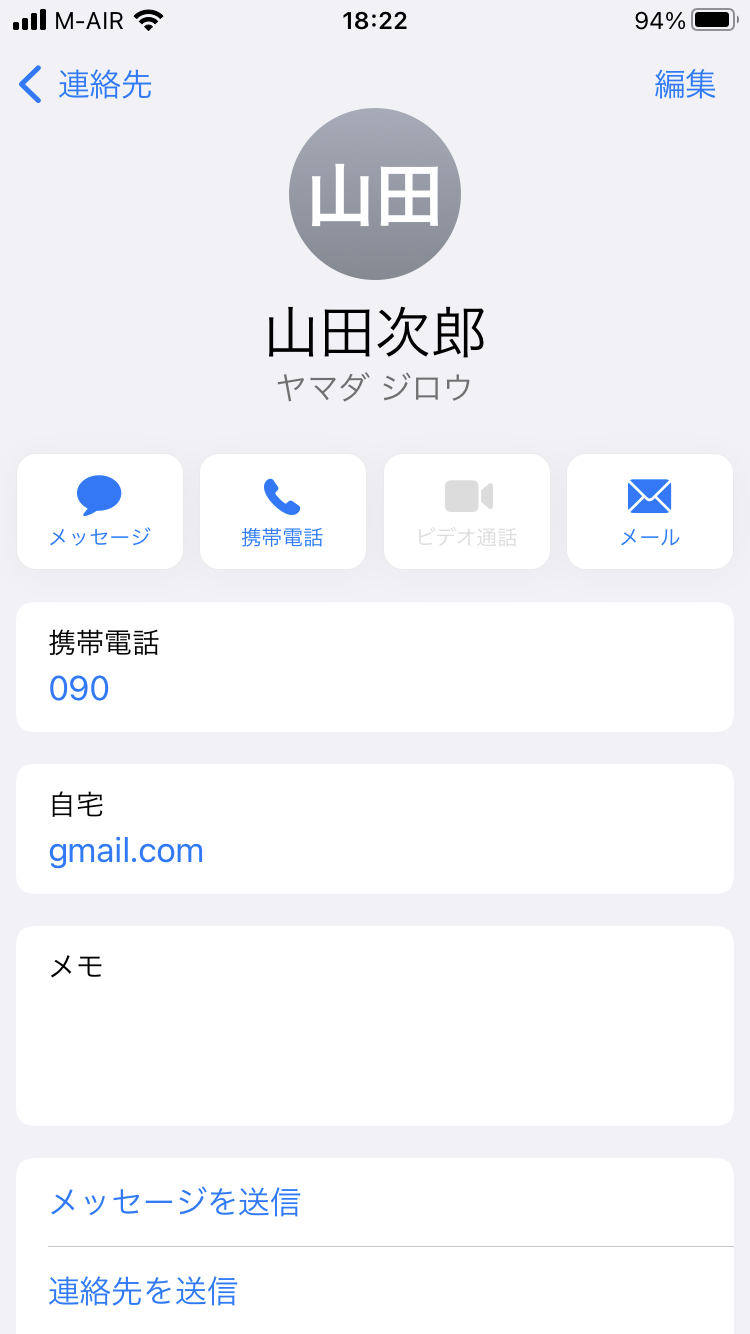 M-AIR 18:22 94%
連絡先 編集
山田
山田次郎
ヤマダ ジロウ
メッセージ 携帯電話 ビデオ通話 メール
携帯電話
090
自宅
gmail.com
メモ
メッセージを送信
連絡先を送信